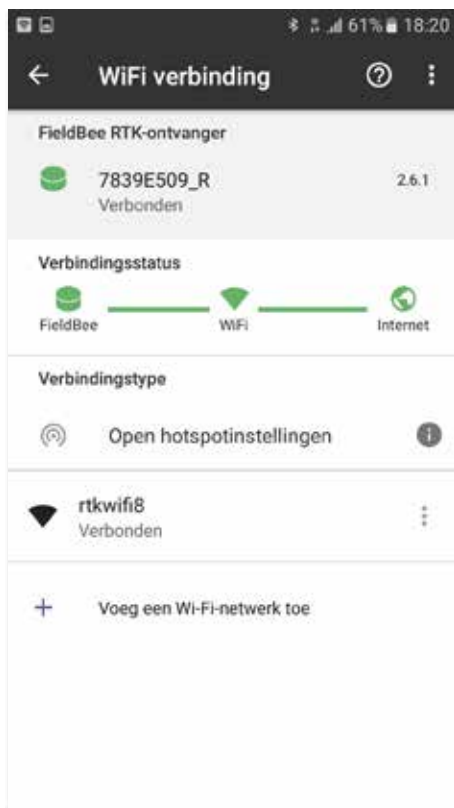 61% 18:20
WiFi verbinding
FieldBee RTK-ontvanger
7839E509_R 2.6.1
Verbonden
Verbindingsstatus
FieldBee WiFi Internet
Verbindingstype
Open hotspotinstellingen
rtkwifi8
Verbonden
Voeg een Wi-Fi-netwerk toe